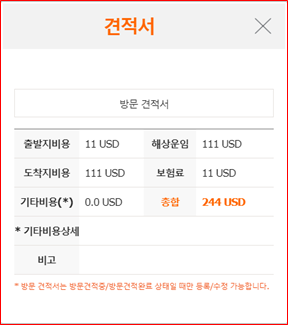 견적서
방문 견적서
출발지비용 11 USD 해상운임 111 USD
도착지비용 111 USD 보험료 11 USD
기타비용(*) 0.0 USD 종합 244 USD
* 기타비용상세
비고
* 방문 견적서는 방문견적중/방문견적완료 상태일 때만 등록/수정 가능합니다.